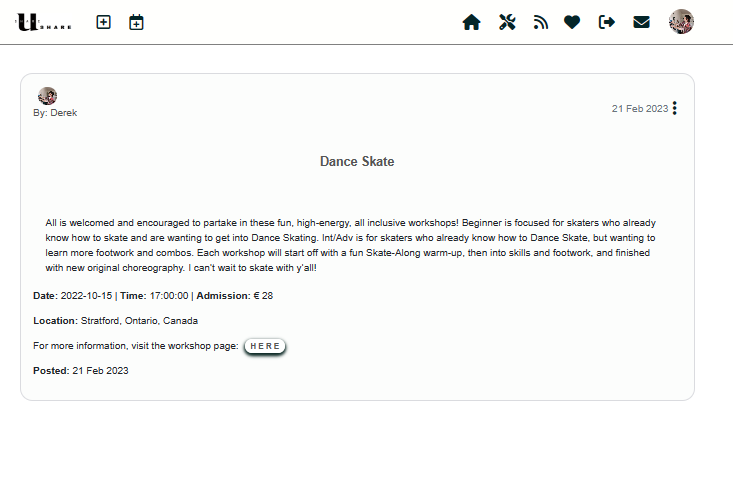 U SHARE
By: Derek
21 Feb 2023
Dance Skate
All is welcomed and encouraged to partake in these fun, high-energy, all inclusive workshops! Beginner is focused for skaters who already
know how to skate and are wanting to get into Dance Skating. Int/Adv is for skaters who already know how to Dance Skate, but wanting to
learn more footwork and combos. Each workshop will start off with a fun Skate-Along warm-up, then into skills and footwork, and finished
with new original choreography. I can't wait to skate with y'all!
Date: 2022-10-15 | Time: 17:00:00 | Admission: € 28
Location: Stratford, Ontario, Canada
For more information, visit the workshop page: HERE
Posted: 21 Feb 2023